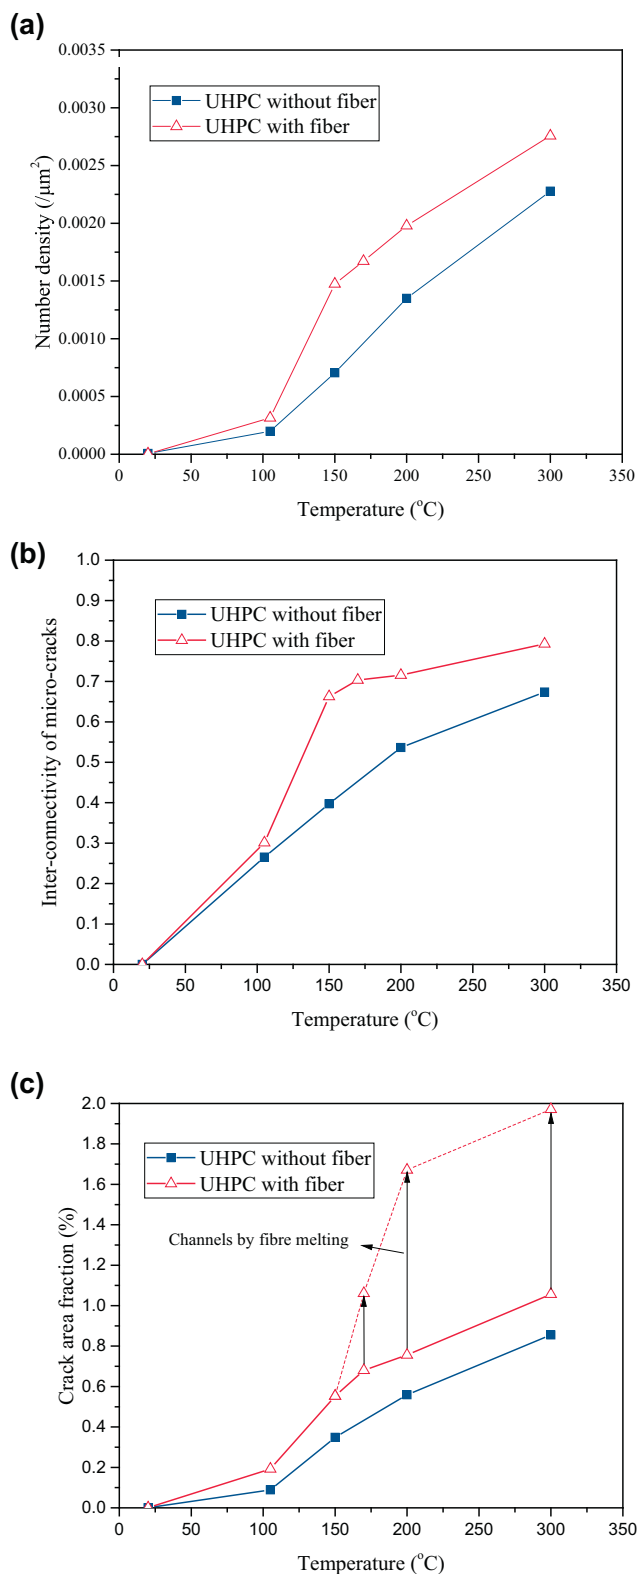 (a)
0.0035
0.0030
0.0025
0.0020
0.0015
0.0010
0.0005
0.0000
Number density (/μm²)
UHPC without fiber
UHPC with fiber
0 50 100 150 200 250 300 350
Temperature (°C)
(b)
1.0
0.9
0.8
0.7
0.6
0.5
0.4
0.3
0.2
0.1
0.0
Inter-connectivity of micro-cracks
UHPC without fiber
UHPC with fiber
0 50 100 150 200 250 300 350
Temperature (°C)
(c)
2.0
1.8
1.6
1.4
1.2
1.0
0.8
0.6
0.4
0.2
0.0
Crack area fraction (%)
UHPC without fiber
UHPC with fiber
Channels by fibre melting
0 50 100 150 200 250 300 350
Temperature (°C)